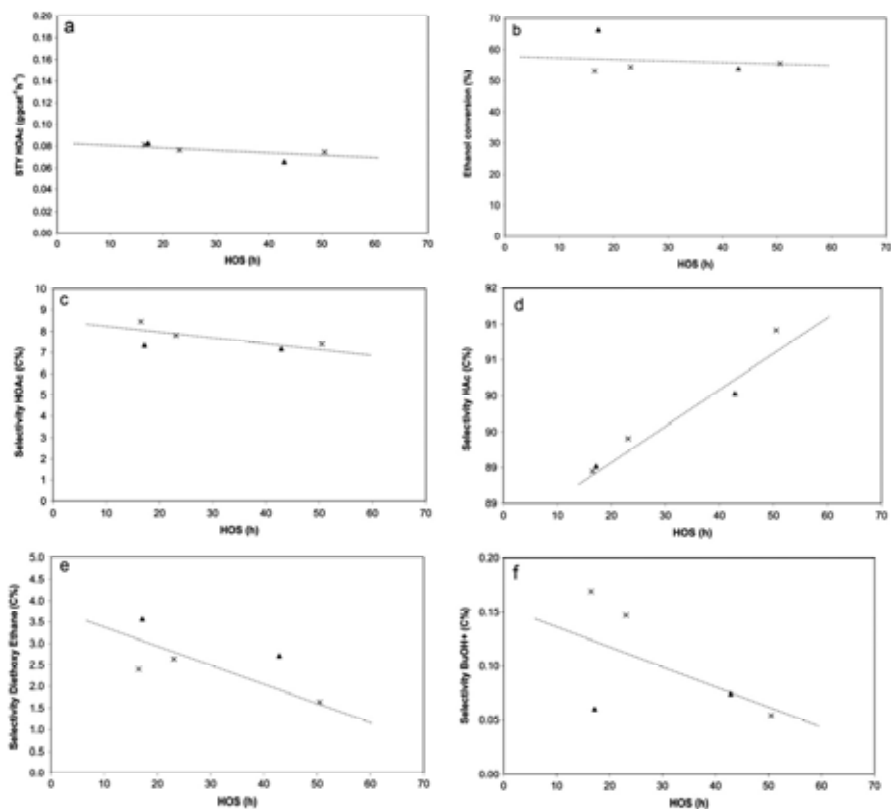 a
0.20
0.18
0.16
0.14
0.12
0.10
0.08
0.06
0.04
0.02
0.00
STY HOAc (ggcat⁻¹h⁻¹)
0 10 20 30 40 50 60 70
HOS (h)
b
70
60
50
40
30
20
10
0
Ethanol conversion (%)
0 10 20 30 40 50 60 70
HOS (h)
c
10
9
8
7
6
5
4
3
2
1
0
Selectivity HOAc (C%)
0 10 20 30 40 50 60 70
HOS (h)
d
92
91
91
90
90
89
89
Selectivity HAc (C%)
0 10 20 30 40 50 60 70
HOS (h)
e
5.0
4.5
4.0
3.5
3.0
2.5
2.0
1.5
1.0
0.5
0.0
Selectivity Diethoxy Ethane (C%)
0 10 20 30 40 50 60 70
HOS (h)
f
0.20
0.15
0.10
0.05
0.00
Selectivity BuOH+ (C%)
0 10 20 30 40 50 60 70
HOS (h)